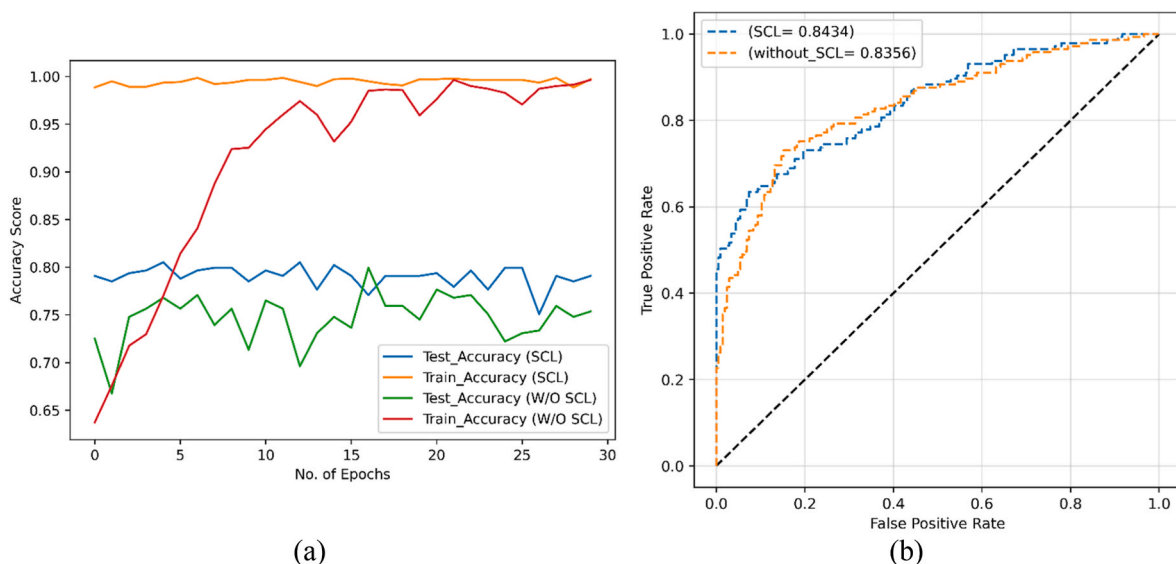 1.00
0.95
0.90
0.85
0.80
0.75
0.70
0.65
Accuracy Score
Test_Accuracy (SCL)
Train_Accuracy (SCL)
Test_Accuracy (W/O SCL)
Train_Accuracy (W/O SCL)
0 5 10 15 20 25 30
No. of Epochs
(a)
(SCL= 0.8434)
(without_SCL= 0.8356)
1.0
0.8
0.6
0.4
0.2
0.0
True Positive Rate
0.0 0.2 0.4 0.6 0.8 1.0
False Positive Rate
(b)